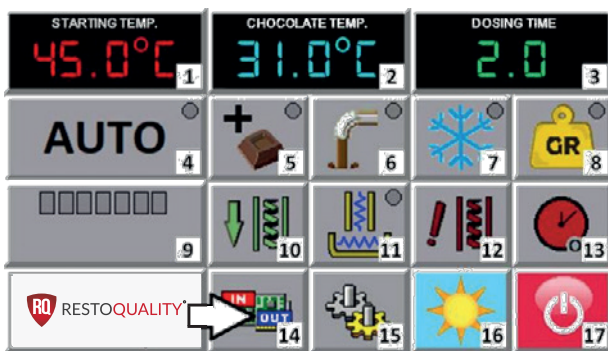 STARTING TEMP.
CHOCOLATE TEMP.
DOSING TIME
45.0°C
1
31.0°C
2
2.0
3
AUTO
4
5
6
7
GR
8
9
10
11
12
13
RQ RESTOQUALITY
IN
OUT
14
15
16
17